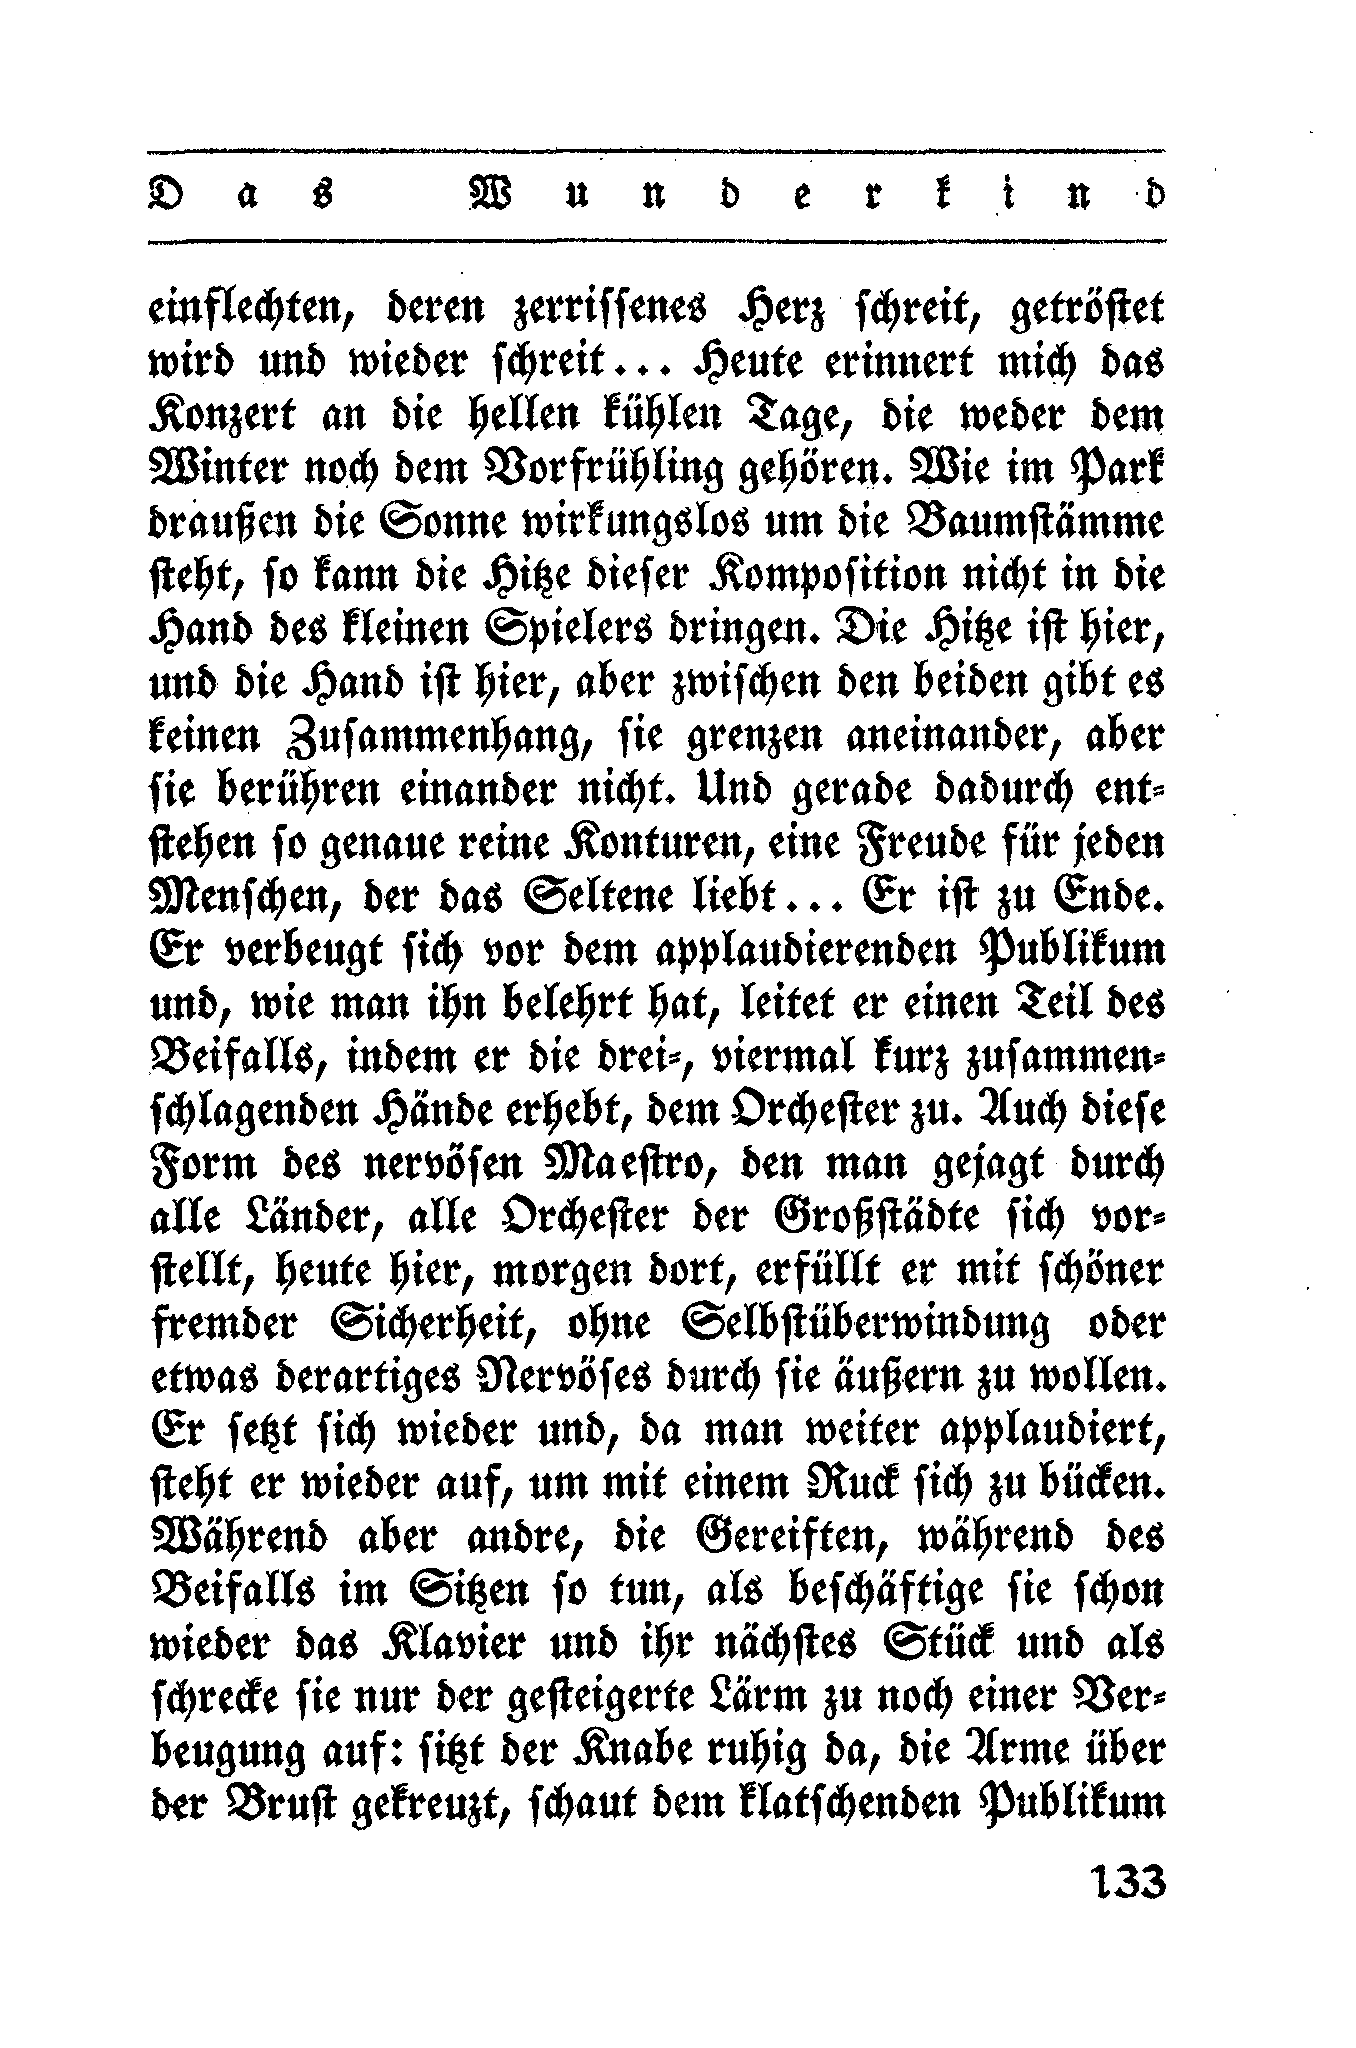 Das Wunderkind
einflechten, deren zerrissenes Herz schreit, getröstet
wird und wieder schreit... Heute erinnert mich das
Konzert an die hellen kühlen Tage, die weder dem
Winter noch dem Vorfrühling gehören. Wie im Park
draußen die Sonne wirkungslos um die Baumstämme
steht, so kann die Hitze dieser Komposition nicht in die
Hand des kleinen Spielers dringen. Die Hitze ist hier,
und die Hand ist hier, aber zwischen den beiden gibt es
keinen Zusammenhang, sie grenzen aneinander, aber
sie berühren einander nicht. Und gerade dadurch ent-
stehen so genaue reine Konturen, eine Freude für jeden
Menschen, der das Seltene liebt... Er ist zu Ende.
Er verbeugt sich vor dem applaudierenden Publikum
und, wie man ihn belehrt hat, leitet er einen Teil des
Beifalls, indem er die drei-, viermal kurz zusammen-
schlagenden Hände erhebt, dem Orchester zu. Auch diese
Form des nervösen Maestro, den man gejagt durch
alle Länder, alle Orchester der Großstädte sich vor-
stellt, heute hier, morgen dort, erfüllt er mit schöner
fremder Sicherheit, ohne Selbstüberwindung oder
etwas derartiges Nervöses durch sie äußern zu wollen.
Er setzt sich wieder und, da man weiter applaudiert,
steht er wieder auf, um mit einem Ruck sich zu bücken.
Während aber andre, die Gereiften, während des
Beifalls im Sitzen so tun, als beschäftige sie schon
wieder das Klavier und ihr nächstes Stück und als
schrecke sie nur der gesteigerte Lärm zu noch einer Ver-
beugung auf: sitzt der Knabe ruhig da, die Arme über
der Brust gekreuzt, schaut dem klatschenden Publikum
133